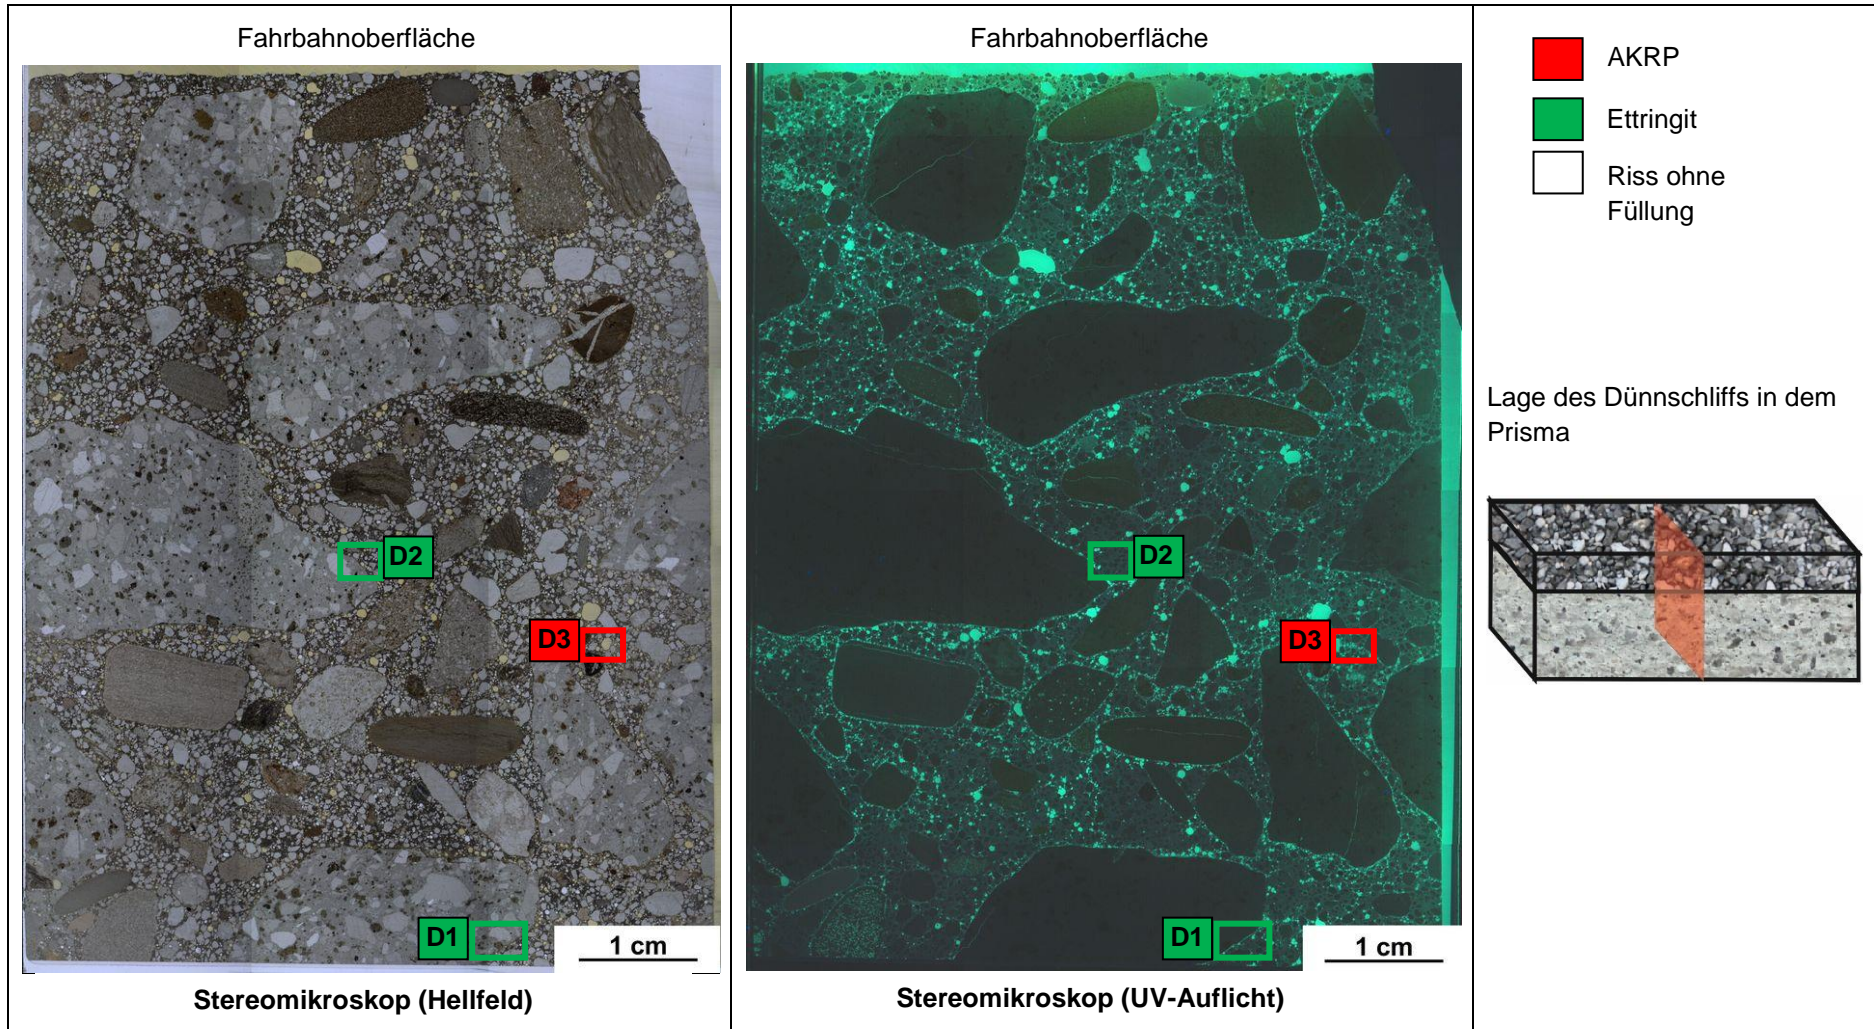 Fahrbahnoberfläche
D2
D3
D1
1 cm
Stereomikroskop (Hellfeld)
Fahrbahnoberfläche
D2
D3
D1
1 cm
Stereomikroskop (UV-Auflicht)
AKRP
Ettringit
Riss ohne
Füllung
Lage des Dünnschliffs in dem
Prisma